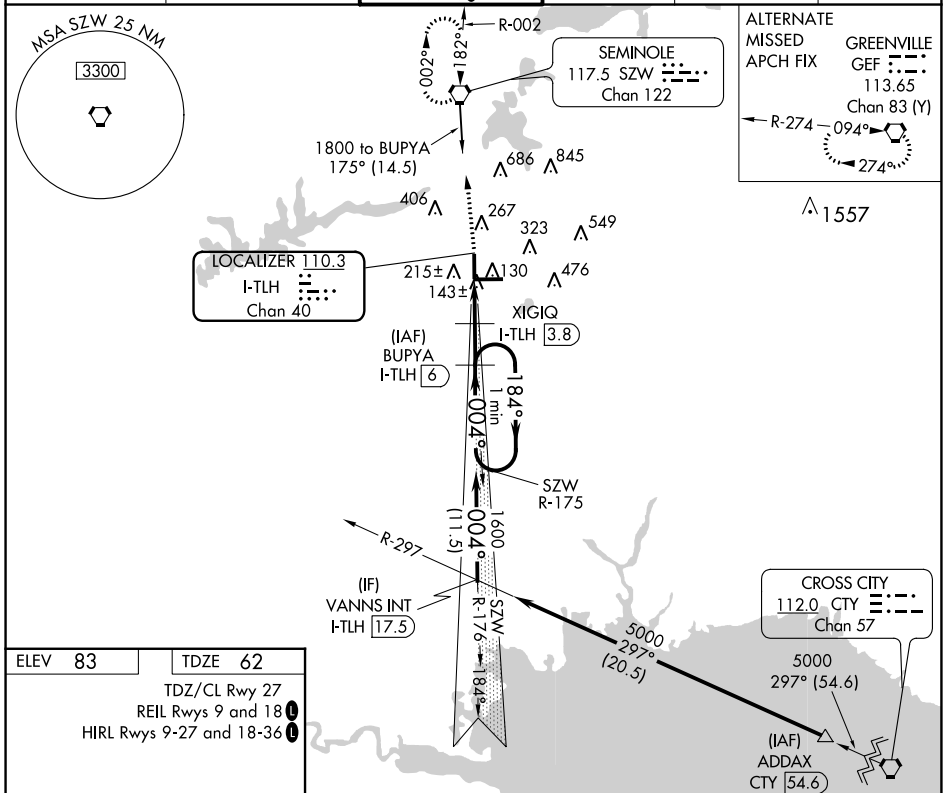 MSA SZW 25 NM
3300
R-002
002°
182°
SEMINOLE
117.5 SZW
Chan 122
ALTERNATE
MISSED
APCH FIX
GREENVILLE
GEF
113.65
Chan 83 (Y)
R-274
094°
274°
1800 to BUPYA
175° (14.5)
686
845
406
267
323
549
1557
LOCALIZER 110.3
I-TLH
Chan 40
215±
130
476
143±
XIGIQ
I-TLH 3.8
(IAF)
BUPYA
I-TLH 6
184°
1 min
004°
SZW
R-175
004°
1600
(11.5)
R-297
(IF)
VANNS INT
I-TLH 17.5
SZW
R-176
184°
CROSS CITY
112.0 CTY
Chan 57
5000
297°
(20.5)
5000
297° (54.6)
(IAF)
ADDAX
CTY 54.6
ELEV 83
TDZE 62
TDZ/CL Rwy 27
REIL Rwys 9 and 18 L
HIRL Rwys 9-27 and 18-36 L